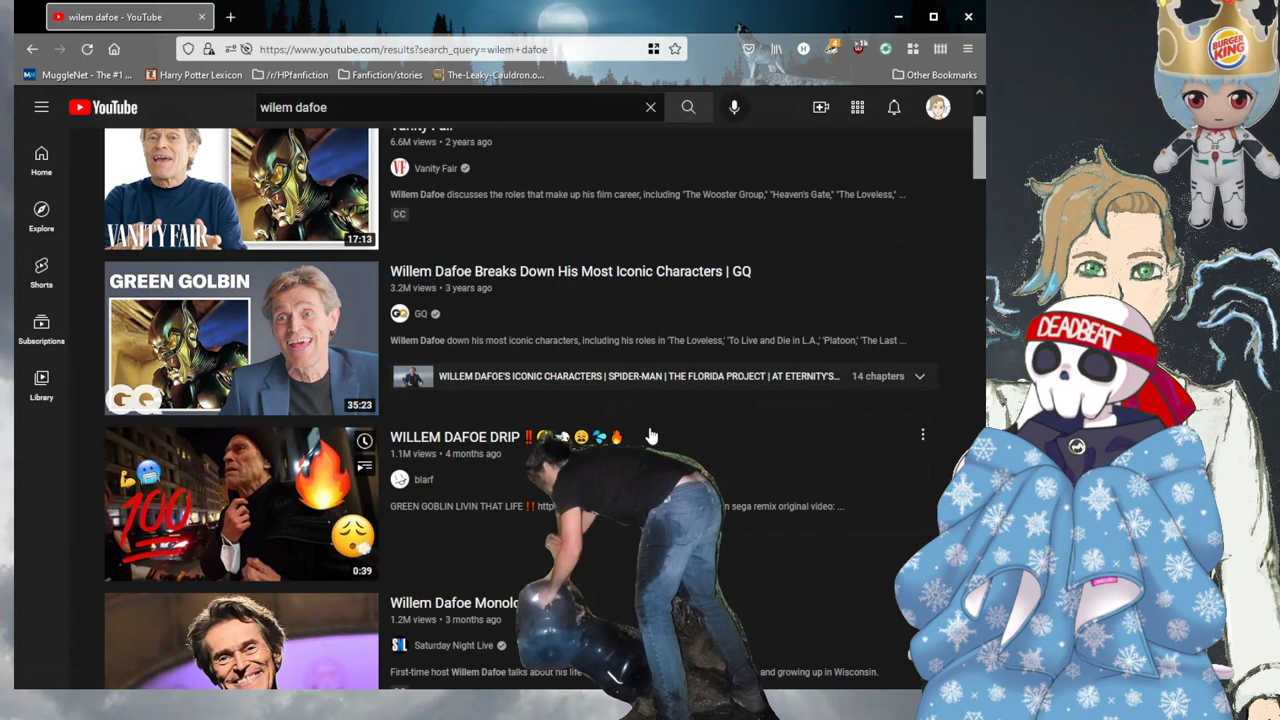 wilem dafoe - YouTube
https://www.youtube.com/results?search_query=wilem+dafoe
4
>1k
MuggleNet - The #1 ...
Harry Potter Lexicon
/r/HPfanfiction
Fanfiction/stories
The-Leaky-Cauldron.o...
Other Bookmarks
YouTube
wilem dafoe
Home
Explore
Shorts
Subscriptions
Library
Vanity Fair
6.6M views • 2 years ago
Vanity Fair
Willem Dafoe discusses the roles that make up his film career, including "The Wooster Group," "Heaven's Gate," "The Loveless," ...
CC
VANITY FAIR
17:13
GREEN GOLBIN
GQ
35:23
Willem Dafoe Breaks Down His Most Iconic Characters | GQ
3.2M views • 3 years ago
GQ
GQ
Willem Dafoe down his most iconic characters, including his roles in 'The Loveless,' 'To Live and Die in L.A.,' 'Platoon,' 'The Last ...
WILLEM DAFOE'S ICONIC CHARACTERS | SPIDER-MAN | THE FLORIDA PROJECT | AT ETERNITY'S...
14 chapters
100
0:39
WILLEM DAFOE DRIP ‼
1.1M views • 4 months ago
blarf
GREEN GOBLIN LIVIN THAT LIFE ‼ http
n sega remix original video: ...
Willem Dafoe Monolo
1.2M views • 3 months ago
SNL
Saturday Night Live
First-time host Willem Dafoe talks about his life
and growing up in Wisconsin.
BURGER KING
DEADBEAT